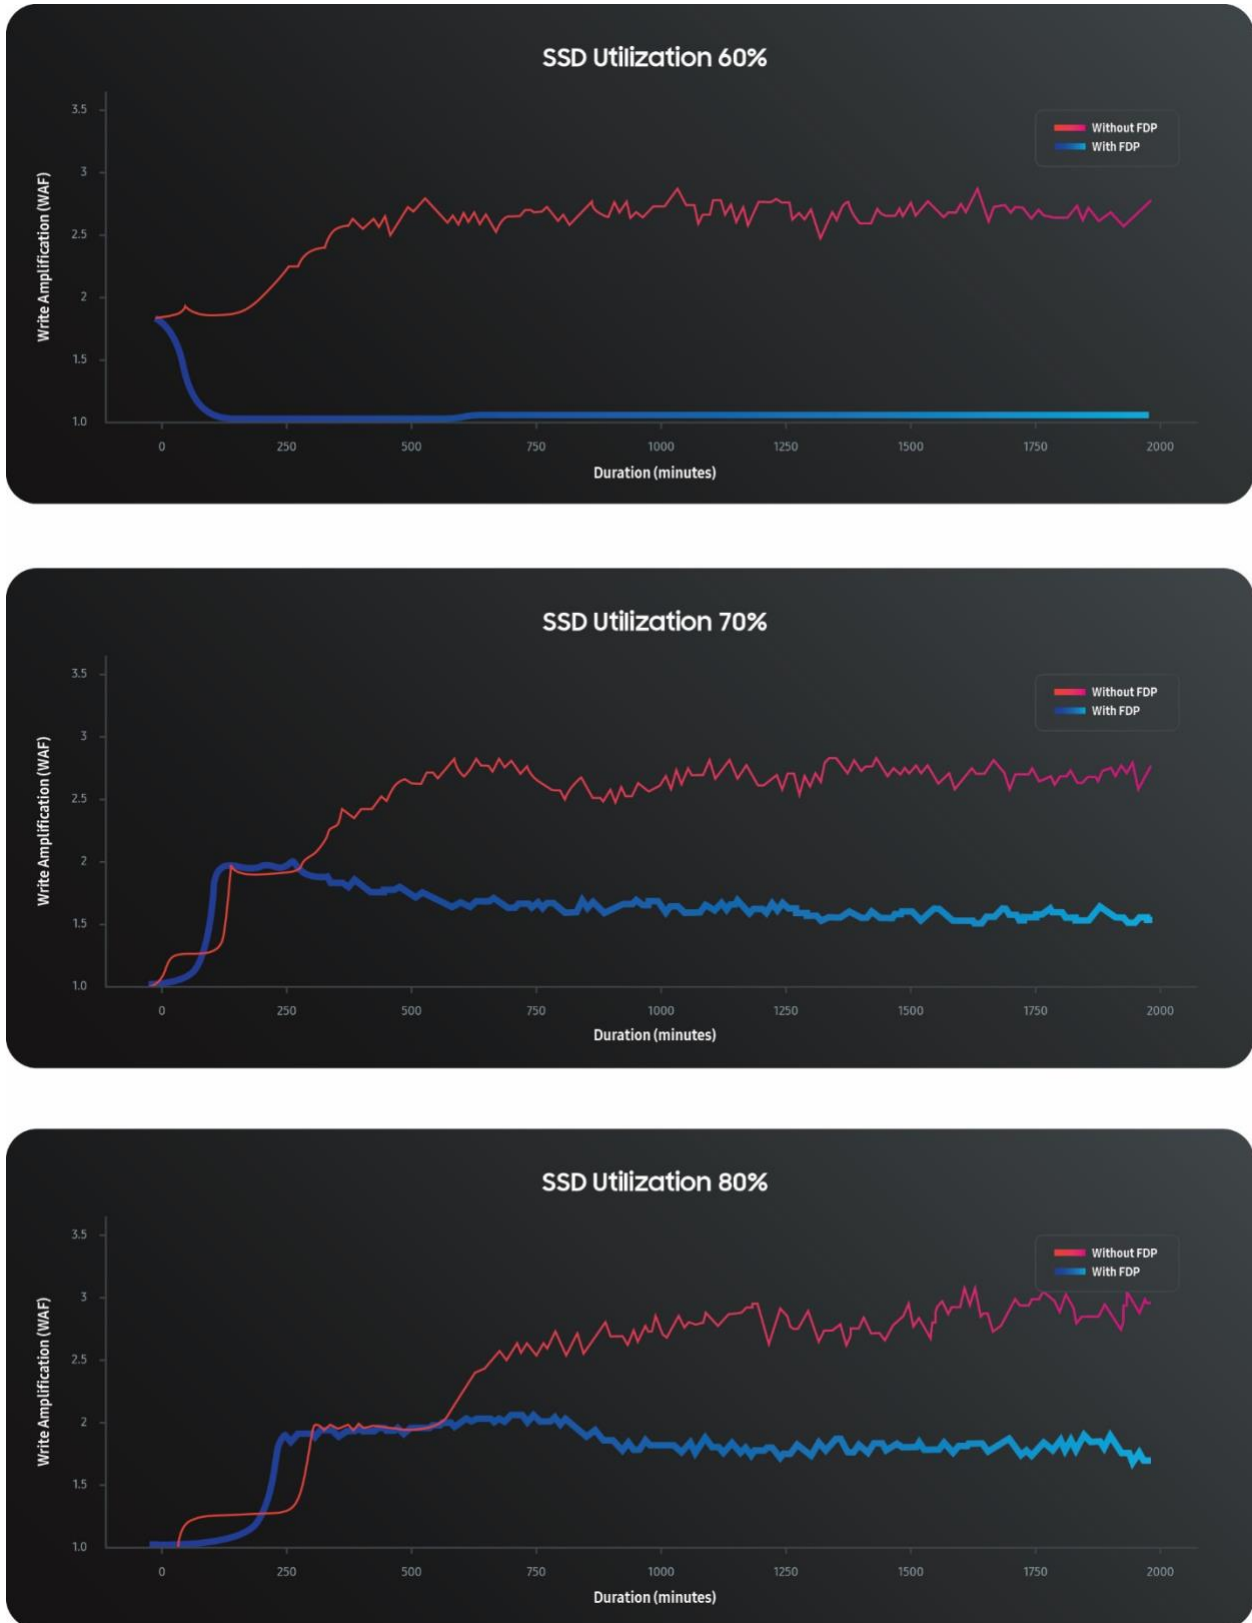 SSD Utilization 60%
3.5
Without FDP
With FDP
3
2.5
2
1.5
1.0
Write Amplification (WAF)
0 250 500 750 1000 1250 1500 1750 2000
Duration (minutes)
SSD Utilization 70%
3.5
Without FDP
With FDP
3
2.5
2
1.5
1.0
Write Amplification (WAF)
0 250 500 750 1000 1250 1500 1750 2000
Duration (minutes)
SSD Utilization 80%
3.5
Without FDP
With FDP
3
2.5
2
1.5
1.0
Write Amplification (WAF)
0 250 500 750 1000 1250 1500 1750 2000
Duration (minutes)